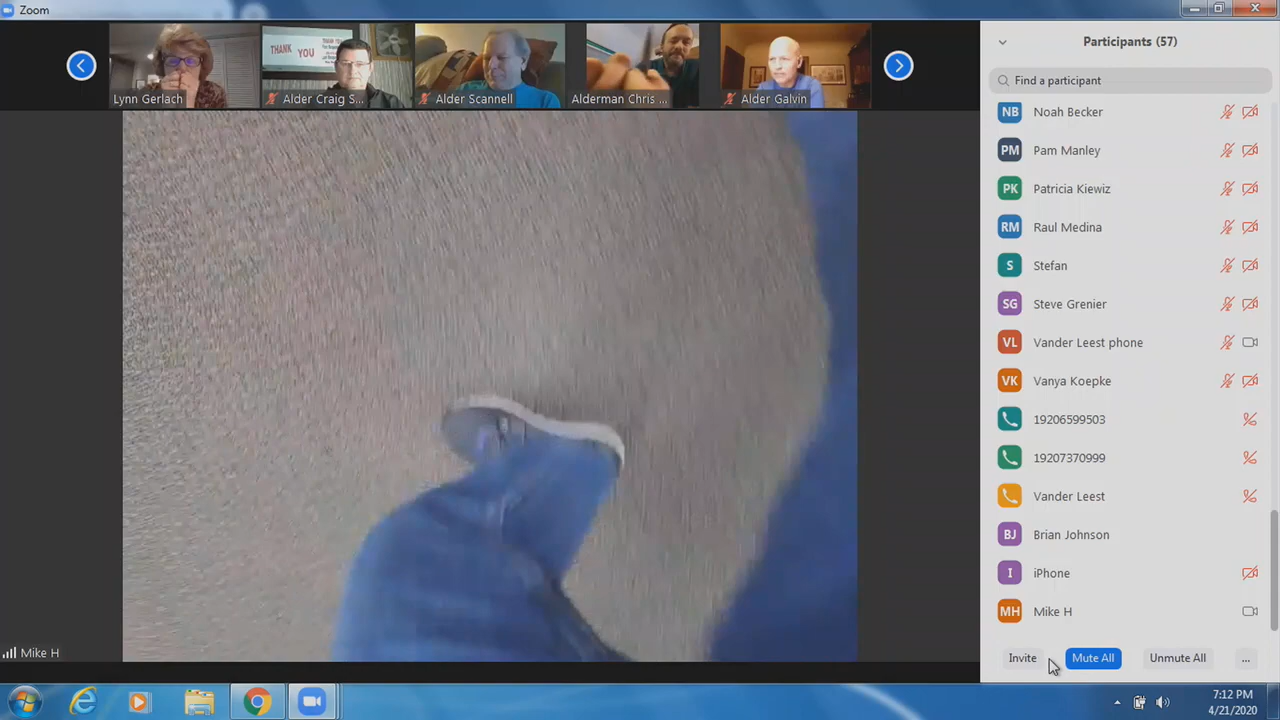 Zoom
Participants (57)
Find a participant
THANK
YOU
Lynn Gerlach
Alder Craig S...
Alder Scannell
Alderman Chris ...
Alder Galvin
NB Noah Becker
PM Pam Manley
PK Patricia Kiewiz
RM Raul Medina
S Stefan
SG Steve Grenier
VL Vander Leest phone
VK Vanya Koepke
19206599503
19207370999
Vander Leest
BJ Brian Johnson
I iPhone
MH Mike H
Mike H
Invite
Mute All
Unmute All
...
7:12 PM
4/21/2020